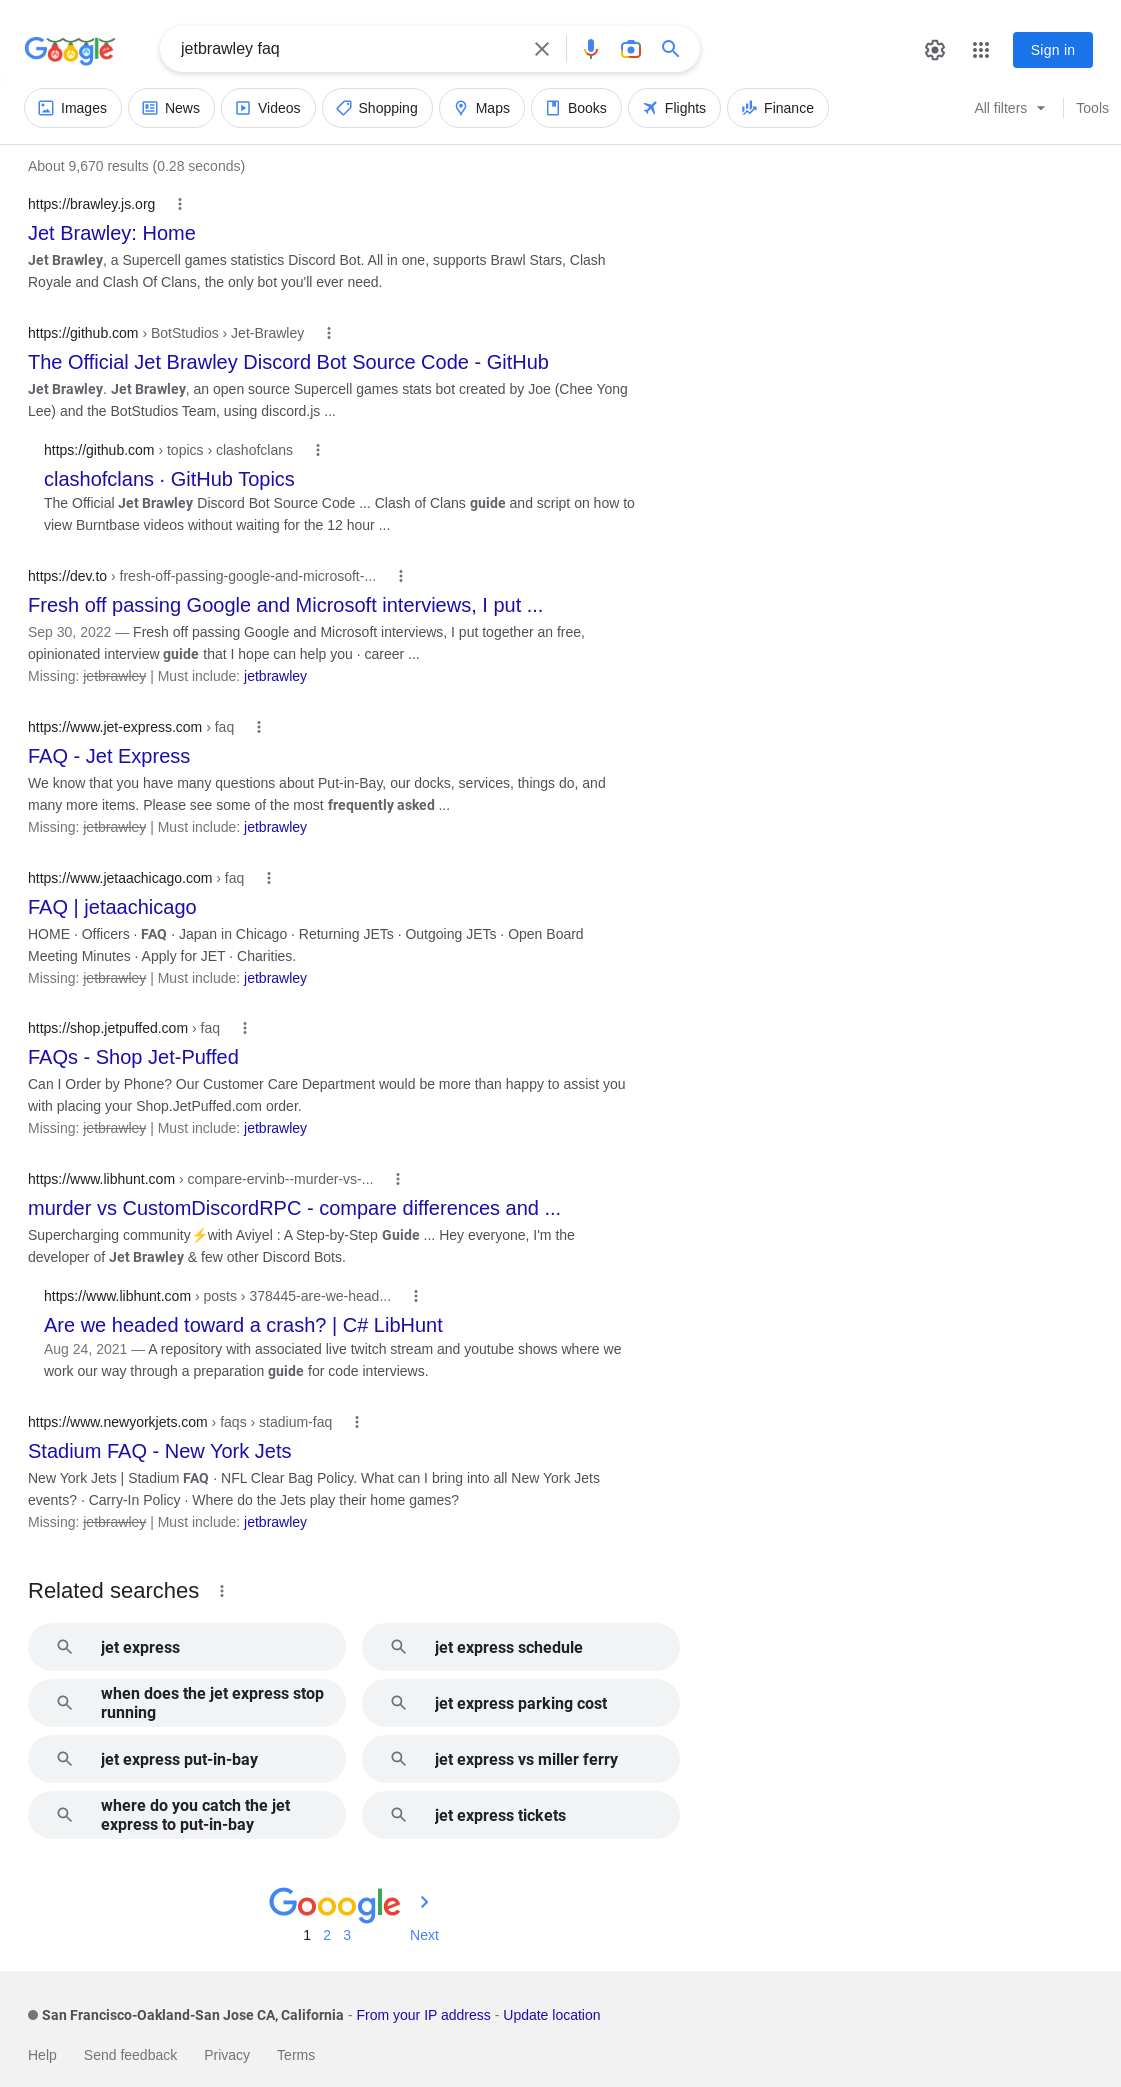 Google
jetbrawley faq
Sign in
Images
News
Videos
Shopping
Maps
Books
Flights
Finance
All filters
Tools
About 9,670 results (0.28 seconds)
https://brawley.js.org
Jet Brawley: Home
Jet Brawley, a Supercell games statistics Discord Bot. All in one, supports Brawl Stars, Clash
Royale and Clash Of Clans, the only bot you'll ever need.
https://github.com › BotStudios › Jet-Brawley
The Official Jet Brawley Discord Bot Source Code - GitHub
Jet Brawley. Jet Brawley, an open source Supercell games stats bot created by Joe (Chee Yong
Lee) and the BotStudios Team, using discord.js ...
https://github.com › topics › clashofclans
clashofclans · GitHub Topics
The Official Jet Brawley Discord Bot Source Code ... Clash of Clans guide and script on how to
view Burntbase videos without waiting for the 12 hour ...
https://dev.to › fresh-off-passing-google-and-microsoft-...
Fresh off passing Google and Microsoft interviews, I put ...
Sep 30, 2022 — Fresh off passing Google and Microsoft interviews, I put together an free,
opinionated interview guide that I hope can help you · career ...
Missing: jetbrawley | Must include: jetbrawley
https://www.jet-express.com › faq
FAQ - Jet Express
We know that you have many questions about Put-in-Bay, our docks, services, things do, and
many more items. Please see some of the most frequently asked ...
Missing: jetbrawley | Must include: jetbrawley
https://www.jetaachicago.com › faq
FAQ | jetaachicago
HOME · Officers · FAQ · Japan in Chicago · Returning JETs · Outgoing JETs · Open Board
Meeting Minutes · Apply for JET · Charities.
Missing: jetbrawley | Must include: jetbrawley
https://shop.jetpuffed.com › faq
FAQs - Shop Jet-Puffed
Can I Order by Phone? Our Customer Care Department would be more than happy to assist you
with placing your Shop.JetPuffed.com order.
Missing: jetbrawley | Must include: jetbrawley
https://www.libhunt.com › compare-ervinb--murder-vs-...
murder vs CustomDiscordRPC - compare differences and ...
Supercharging community⚡with Aviyel : A Step-by-Step Guide ... Hey everyone, I'm the
developer of Jet Brawley & few other Discord Bots.
https://www.libhunt.com › posts › 378445-are-we-head...
Are we headed toward a crash? | C# LibHunt
Aug 24, 2021 — A repository with associated live twitch stream and youtube shows where we
work our way through a preparation guide for code interviews.
https://www.newyorkjets.com › faqs › stadium-faq
Stadium FAQ - New York Jets
New York Jets | Stadium FAQ · NFL Clear Bag Policy. What can I bring into all New York Jets
events? · Carry-In Policy · Where do the Jets play their home games?
Missing: jetbrawley | Must include: jetbrawley
Related searches
jet express
jet express schedule
when does the jet express stop
running
jet express parking cost
jet express put-in-bay
jet express vs miller ferry
where do you catch the jet
express to put-in-bay
jet express tickets
Gooogle
1 2 3 Next
San Francisco-Oakland-San Jose CA, California - From your IP address - Update location
Help Send feedback Privacy Terms